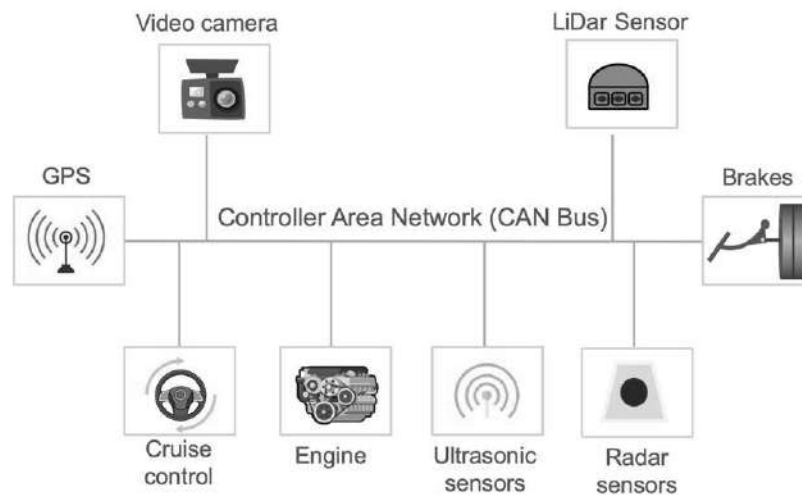 Video camera
LiDar Sensor
GPS
Brakes
Controller Area Network (CAN Bus)
Cruise
control
Engine
Ultrasonic
sensors
Radar
sensors